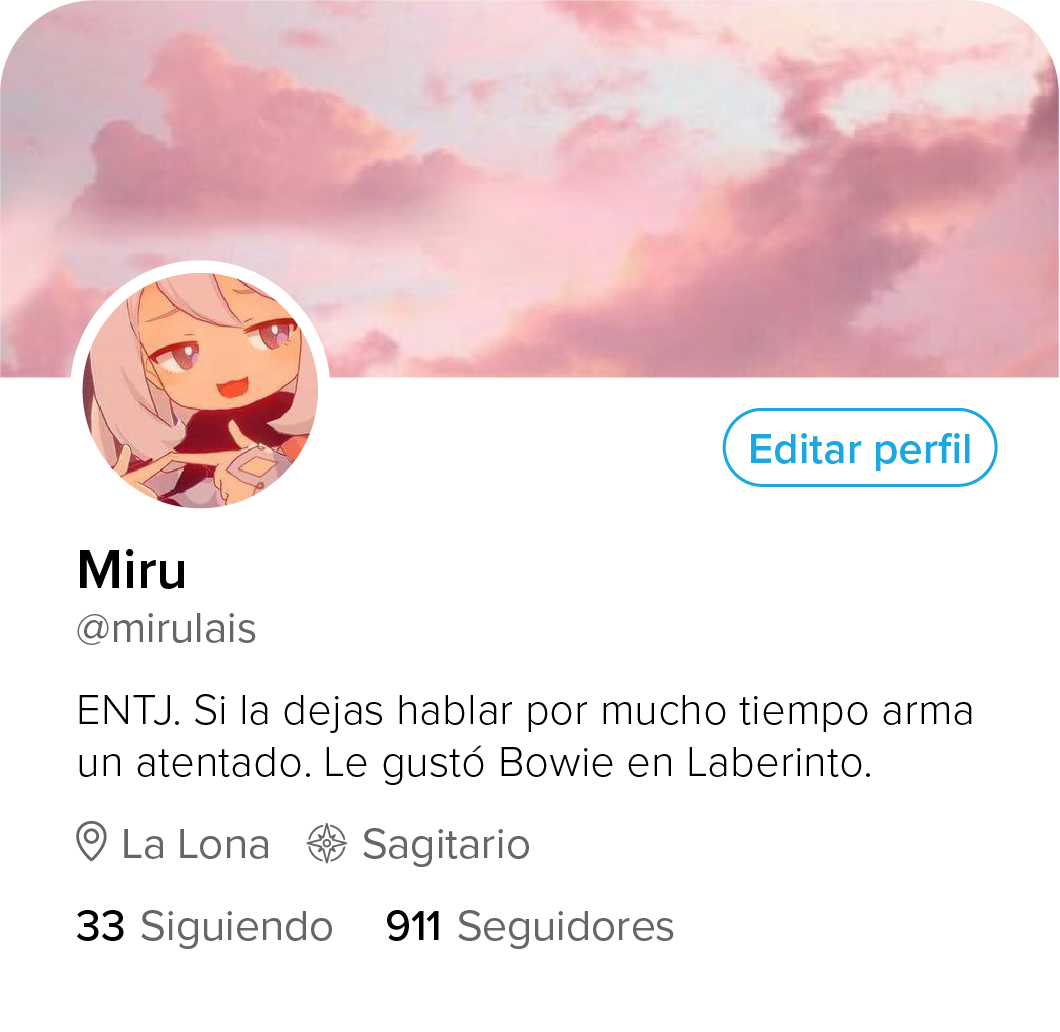 Editar perfil
Miru
@mirulais
ENTJ. Si la dejas hablar por mucho tiempo arma
un atentado. Le gustó Bowie en Laberinto.
La Lona Sagitario
33 Siguiendo 911 Seguidores